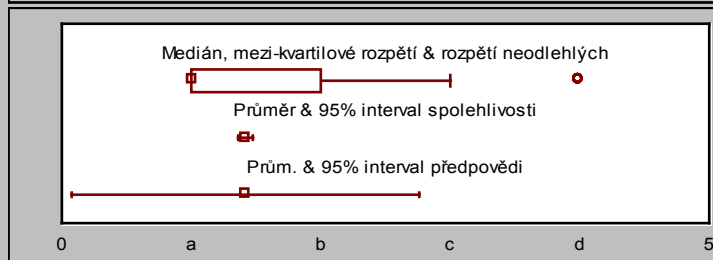 Medián, mezi-kvartilové rozpětí & rozpětí neodlehlých
Průměr & 95% interval spolehlivosti
Prům. & 95% interval předpovědi
0 a b c d 5